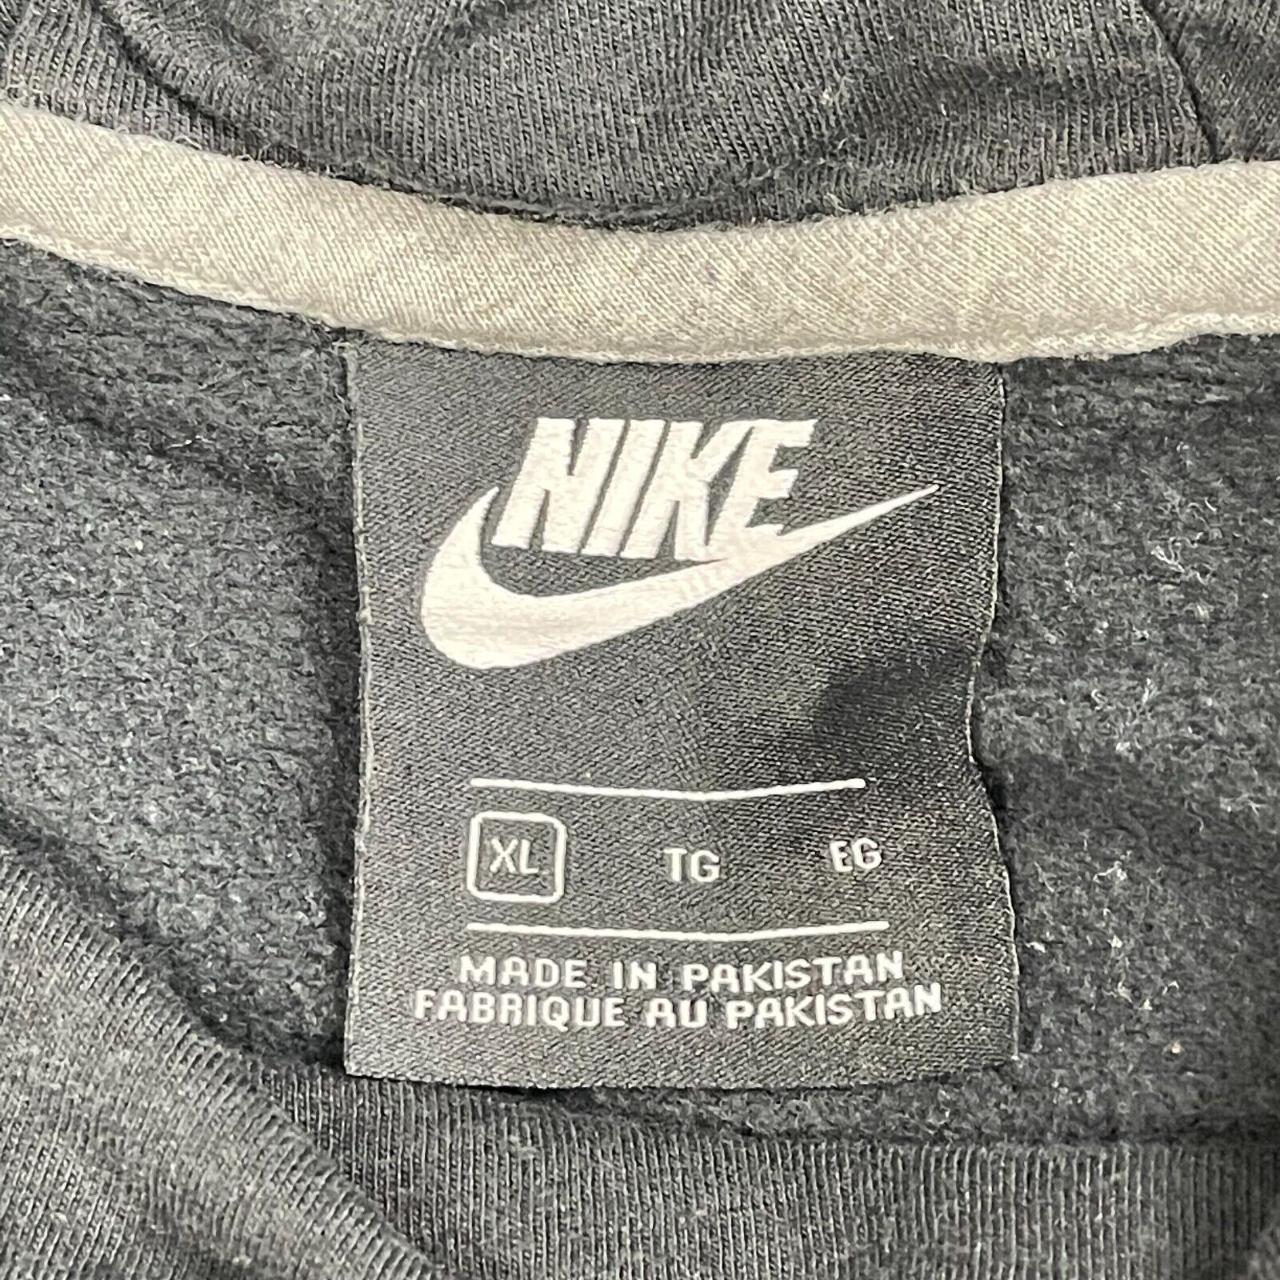 NIKE
XL TG EG
MADE IN PAKISTAN
FABRIQUE AU PAKISTAN